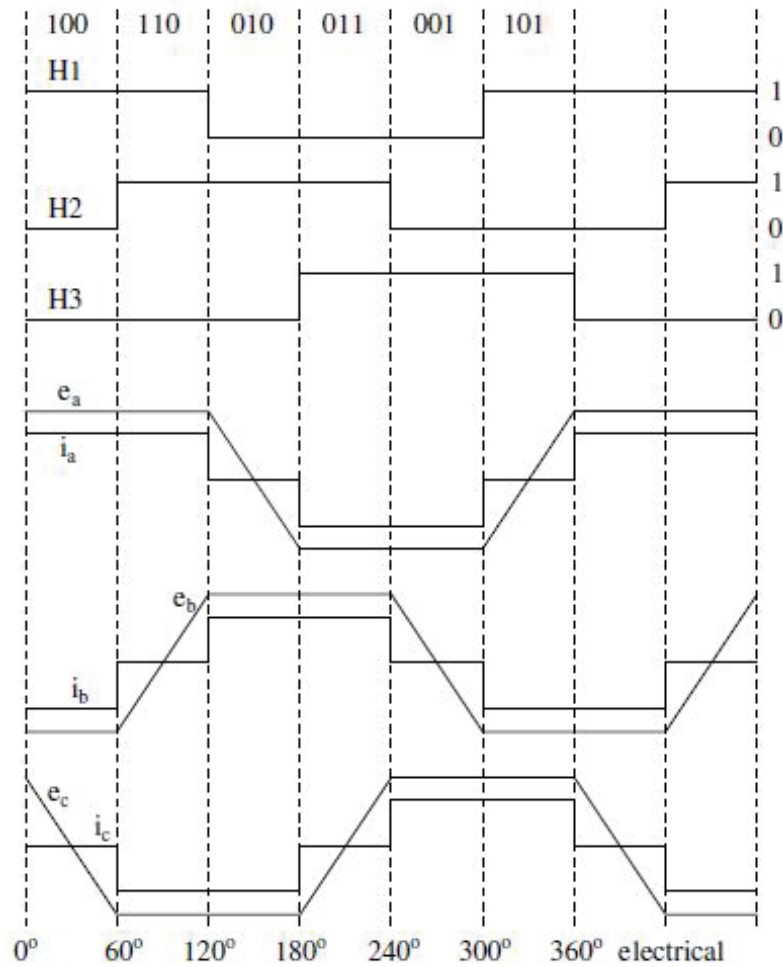 100 110 010 011 001 101
H1
1
0
H2
1
0
H3
1
0
e_a
i_a
e_b
i_b
e_c
i_c
0° 60° 120° 180° 240° 300° 360° electrical